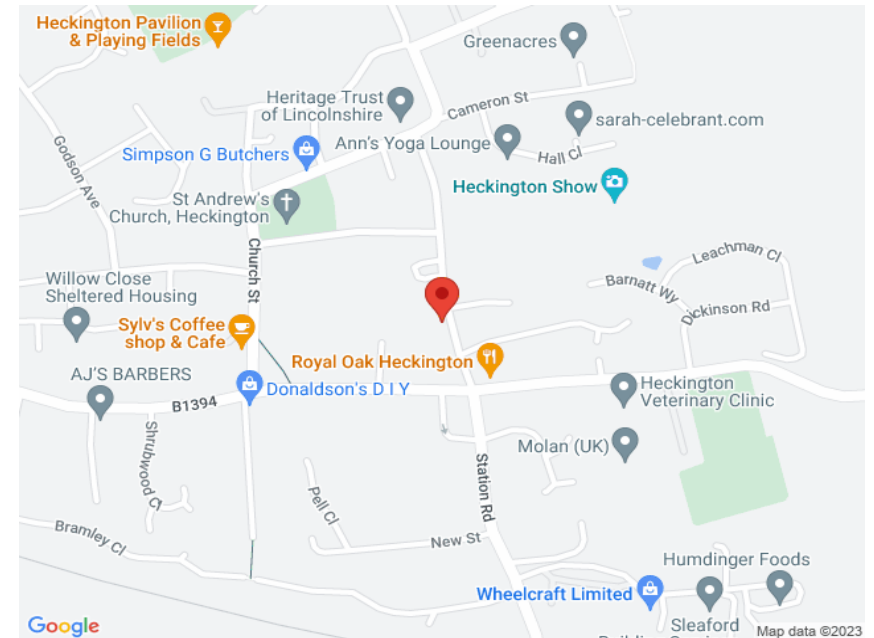 Heckington Pavilion
& Playing Fields
Greenacres
Heritage Trust
of Lincolnshire
Cameron St
sarah-celebrant.com
Ann's Yoga Lounge
Simpson G Butchers
Hall Cl
Godson Ave
Heckington Show
St Andrew's
Church, Heckington
Church St
Leachman Cl
Willow Close
Sheltered Housing
Barnatt Wy
Dickinson Rd
Sylv's Coffee
shop & Cafe
Royal Oak Heckington
AJ'S BARBERS
Donaldson's D I Y
Heckington
Veterinary Clinic
B1394
Shrubwood Cl
Molan (UK)
Station Rd
Pell Cl
Bramley Cl
New St
Humdinger Foods
Wheelcraft Limited
Sleaford
Google
Map data ©2023